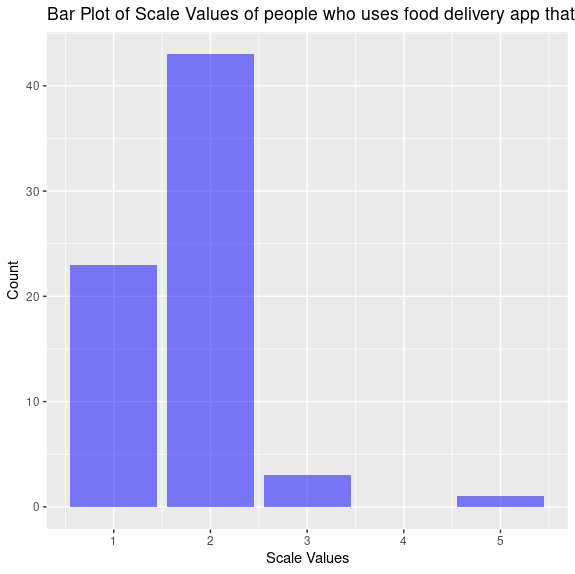 Bar Plot of Scale Values of people who uses food delivery app that
40
30
20
10
0
Count
1 2 3 4 5
Scale Values